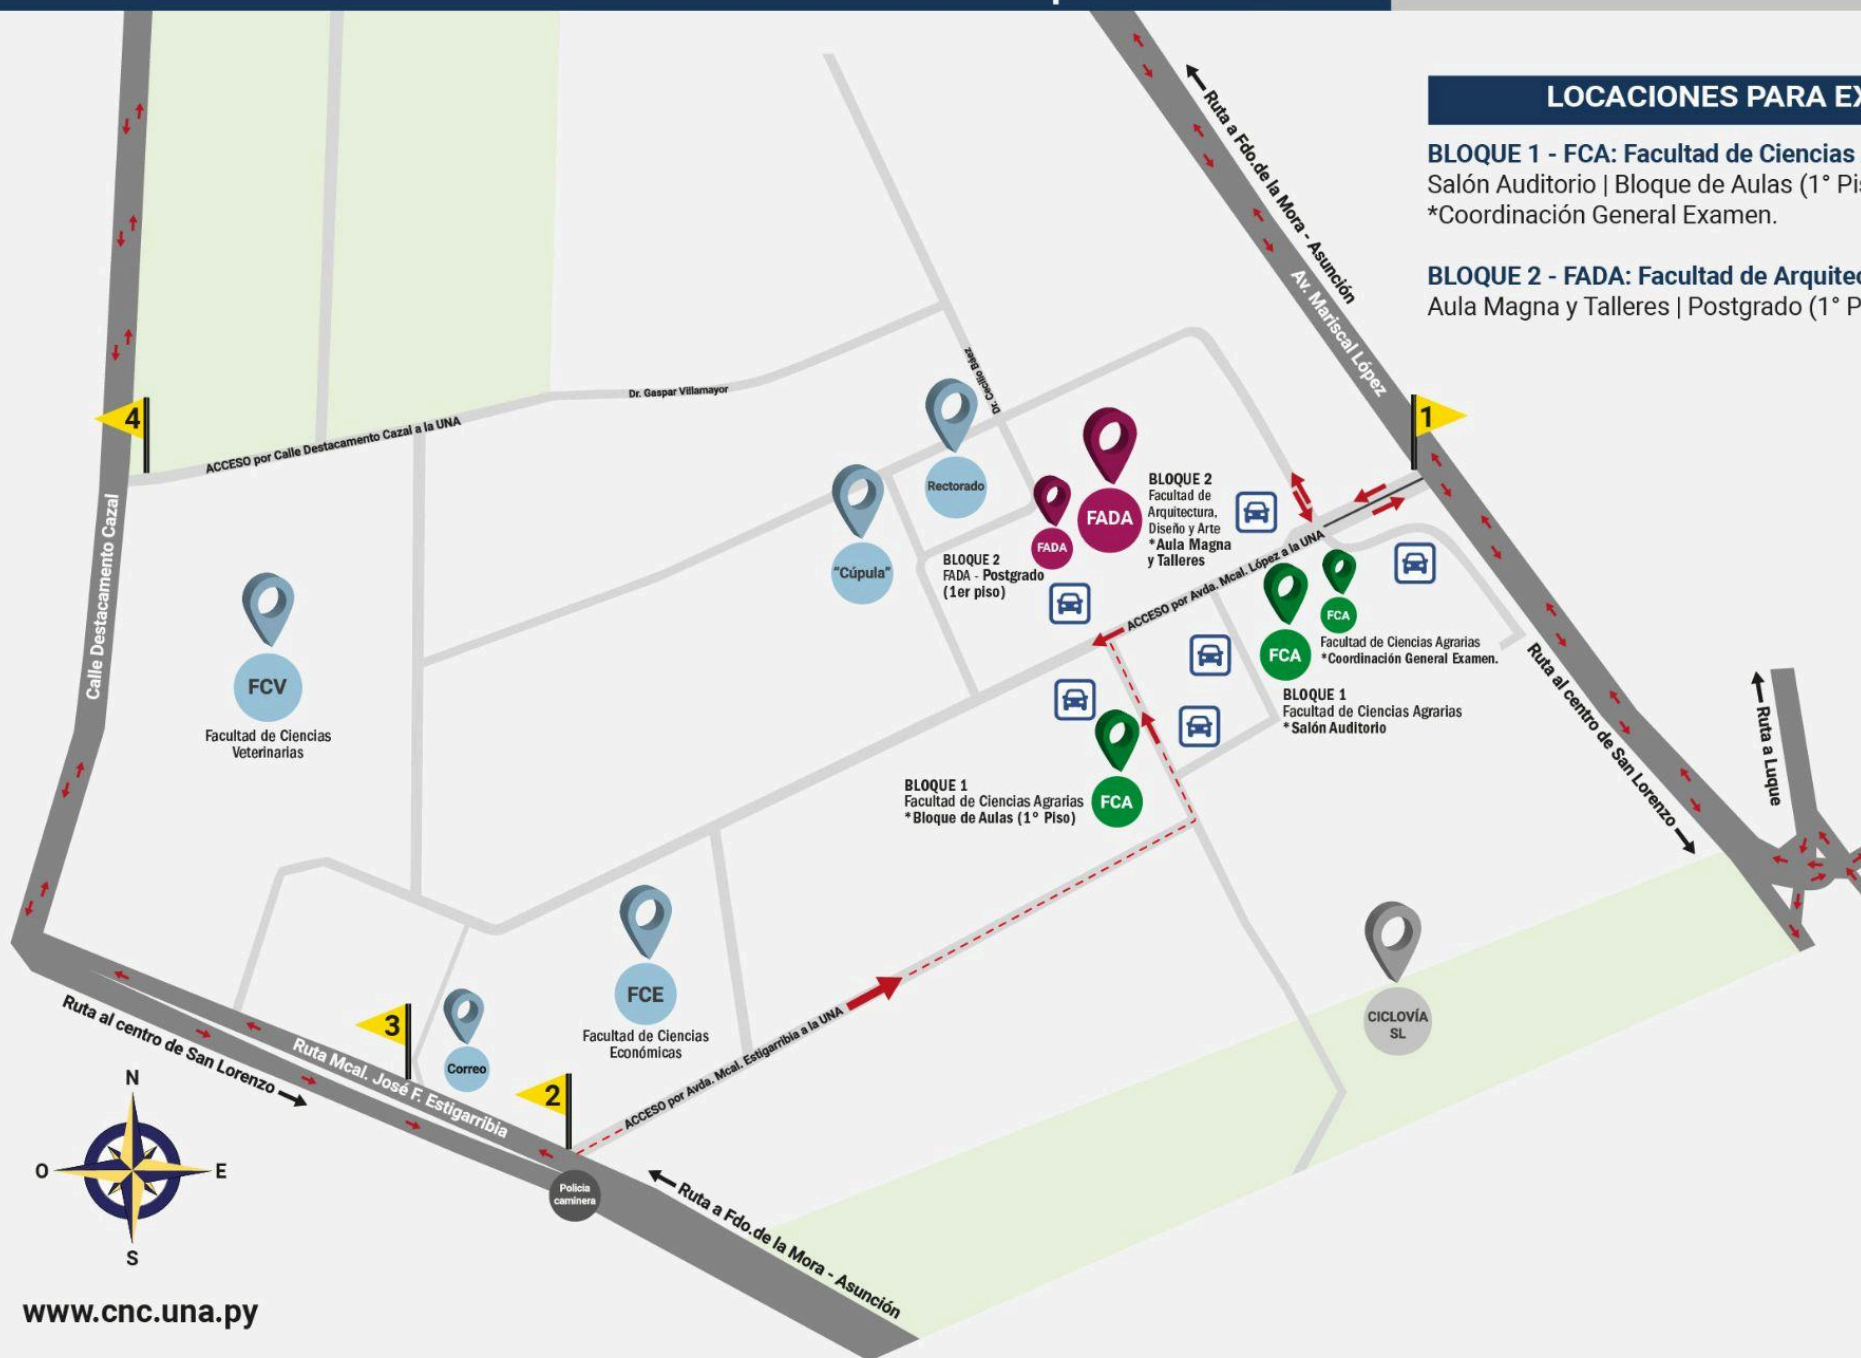 LOCACIONES PARA
BLOQUE 1 - FCA: Facultad de Ciencias
Salón Auditorio | Bloque de Aulas (1°
*Coordinación General Examen.
BLOQUE 2 - FADA: Facultad de
Aula Magna y Talleres | Postgrado (1°
Ruta a Fdo.de la Mora - Asunción
Av. Mariscal López
1
4
Dr. Cecilio Báez
Dr. Gaspar Villamayor
ACCESO por Calle Destacamento Cazal a la UNA
Calle Destacamento Cazal
Rectorado
"Cúpula"
FADA
FADA
BLOQUE 2
Facultad de
Arquitectura,
Diseño y Arte
*Aula Magna
y Talleres
BLOQUE 2
FADA - Postgrado
(1er piso)
ACCESO por Avda. Mcal. López a la UNA
FCA
FCA
Facultad de Ciencias Agrarias
*Coordinación General Examen.
BLOQUE 1
Facultad de Ciencias Agrarias
*Salón Auditorio
FCV
Facultad de Ciencias
Veterinarias
BLOQUE 1
Facultad de Ciencias Agrarias
*Bloque de Aulas (1° Piso)
FCA
Ruta al centro de San Lorenzo
Ruta a Luque
FCE
Facultad de Ciencias
Económicas
CICLOVÍA
SL
3
Correo
2
ACCESO por Avda. Mcal. Estigarribia a la UNA
Ruta al centro de San Lorenzo
Ruta Mcal. José F. Estigarribia
Policía
caminera
Ruta a Fdo.de la Mora - Asunción
N
O
E
S
www.cnc.una.py